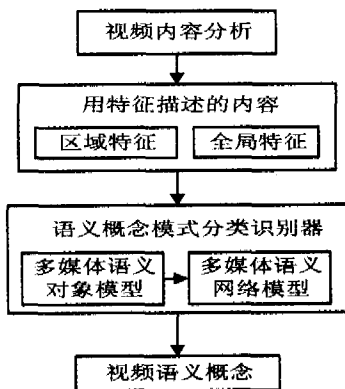 视频内容分析
用特征描述的内容
区域特征 全局特征
语义概念模式分类识别器
多媒体语义 多媒体语义
对象模型 网络模型
视频语义概念